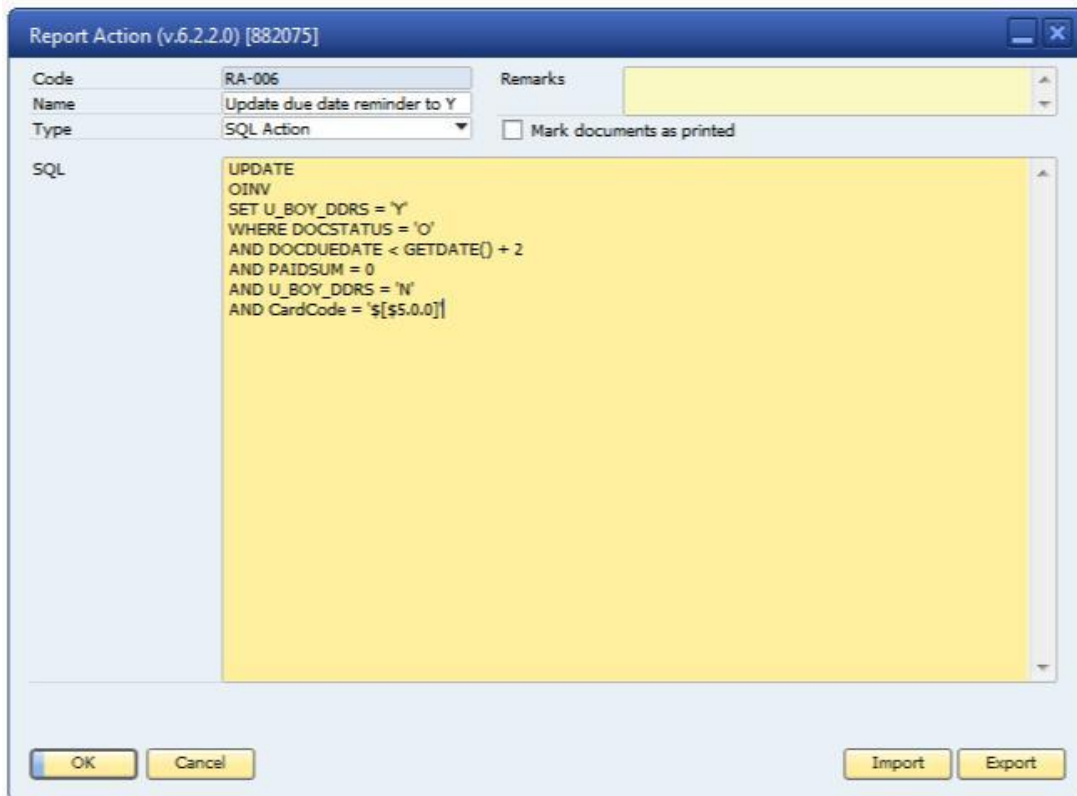 Report Action (v.6.2.2.0) [882075]
Code RA-006 Remarks
Name Update due date reminder to Y
Type SQL Action Mark documents as printed
SQL UPDATE
OINV
SET U_BOY_DDRS = 'Y'
WHERE DOCSTATUS = 'O'
AND DOCDUEDATE < GETDATE() + 2
AND PAIDSUM = 0
AND U_BOY_DDRS = 'N'
AND CardCode = '$[$5.0.0]'
OK Cancel Import Export